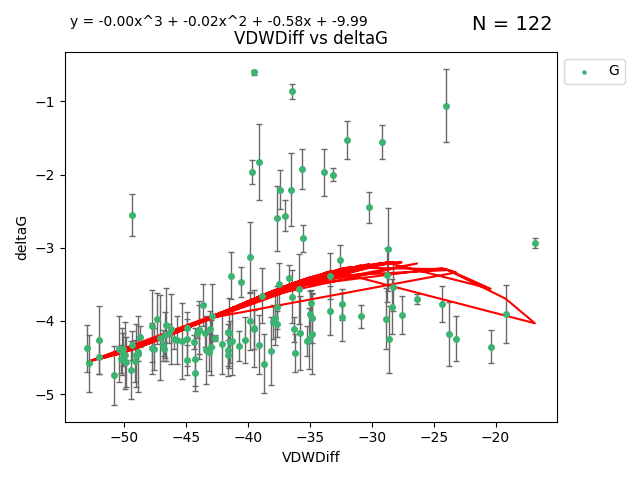 y = -0.00x^3 + -0.02x^2 + -0.58x + -9.99
N = 122
VDWDiff vs deltaG
G
−1
−2
−3
−4
−5
deltaG
−50
−45
−40
−35
−30
−25
−20
VDWDiff